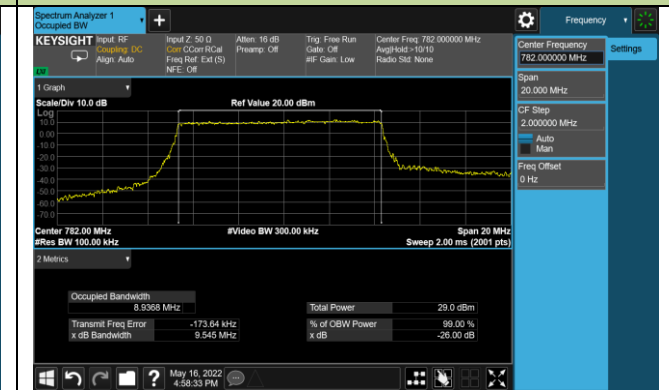 Spectrum Analyzer 1
Occupied BW
Frequency
KEYSIGHT
Input: RF
Coupling: DC
Align: Auto
Input Z: 50 Ω
Corr CCorr RCal
Freq Ref: Ext (S)
NFE: Off
Atten: 16 dB
Preamp: Off
Trig: Free Run
Gate: Off
#IF Gain: Low
Center Freq: 782.000000 MHz
Avg|Hold:>10/10
Radio Std: None
LXI
Center Frequency
782.000000 MHz
Settings
Span
20.000 MHz
CF Step
2.000000 MHz
Auto
Man
Freq Offset
0 Hz
1 Graph
Scale/Div 10.0 dB
Ref Value 20.00 dBm
Log
10.0
0.00
-10.0
-20.0
-30.0
-40.0
-50.0
-60.0
-70.0
Center 782.00 MHz
#Video BW 300.00 kHz
Span 20 MHz
#Res BW 100.00 kHz
Sweep 2.00 ms (2001 pts)
2 Metrics
Occupied Bandwidth
8.9368 MHz
Total Power 29.0 dBm
Transmit Freq Error -173.64 kHz
% of OBW Power 99.00 %
x dB Bandwidth 9.545 MHz
x dB -26.00 dB
May 16, 2022
4:58:33 PM